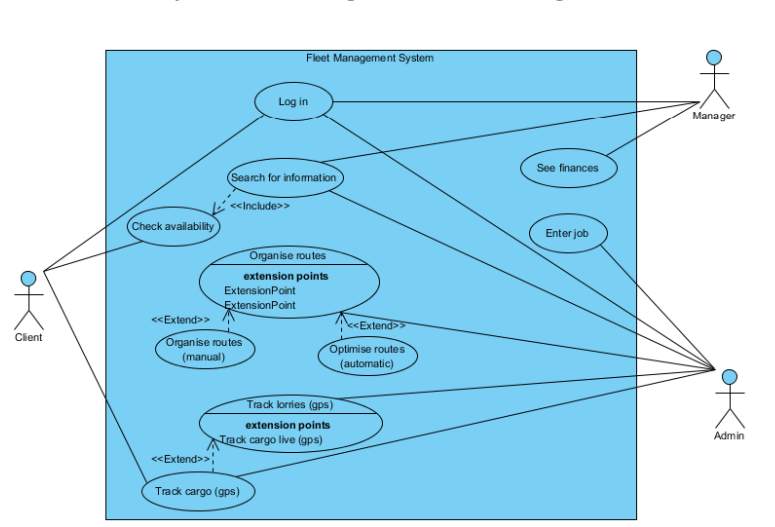 Fleet Management System
Log in
Manager
See finances
Search for information
<<Include>>
Check availability
Enter job
Organise routes
extension points
ExtensionPoint
ExtensionPoint
<<Extend>>
<<Extend>>
Client
Organise routes
(manual)
Optimise routes
(automatic)
Track lorries (gps)
extension points
Track cargo live (gps)
Admin
<<Extend>>
Track cargo (gps)